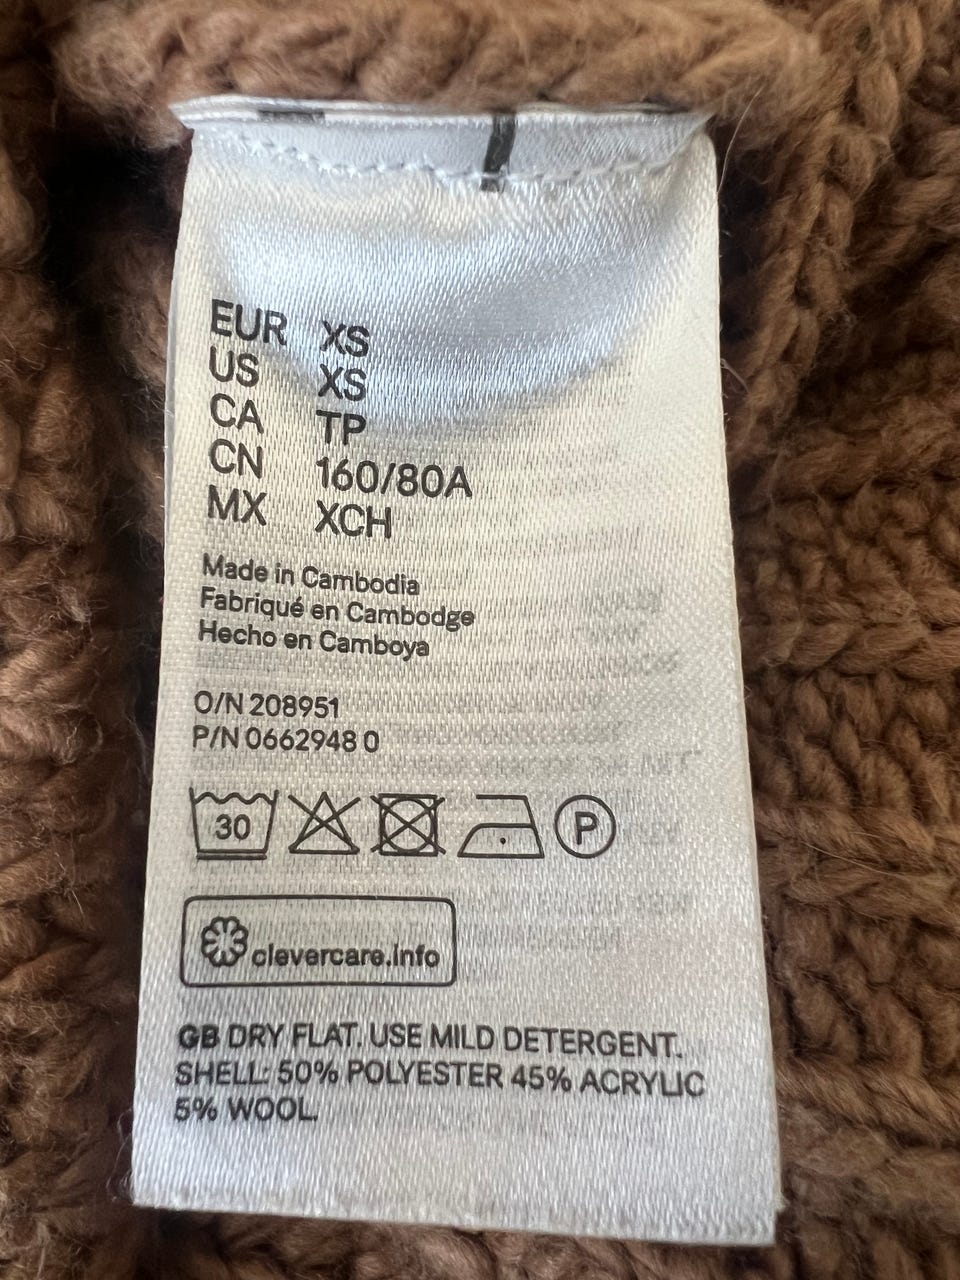 EUR XS
US XS
CA TP
CN 160/80A
MX XCH
Made in Cambodia
Fabriqué en Cambodge
Hecho en Camboya
O/N 208951
P/N 0662948 0
30
P
clevercare.info
GB DRY FLAT. USE MILD DETERGENT.
SHELL: 50% POLYESTER 45% ACRYLIC
5% WOOL.